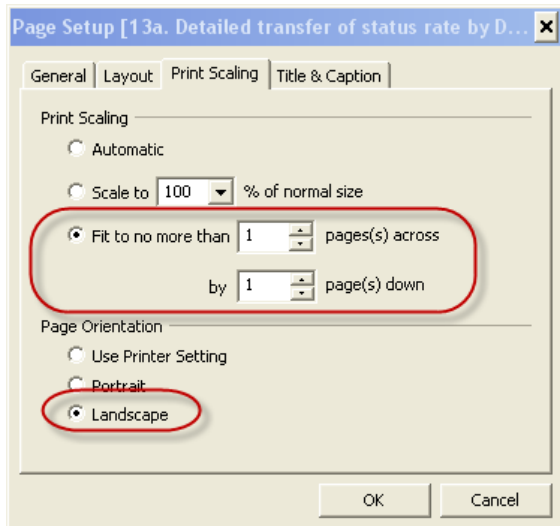 Page Setup [13a. Detailed transfer of status rate by D...
General Layout Print Scaling Title & Caption
Print Scaling
Automatic
Scale to 100 % of normal size
Fit to no more than 1 pages(s) across
by 1 page(s) down
Page Orientation
Use Printer Setting
Portrait
Landscape
OK Cancel